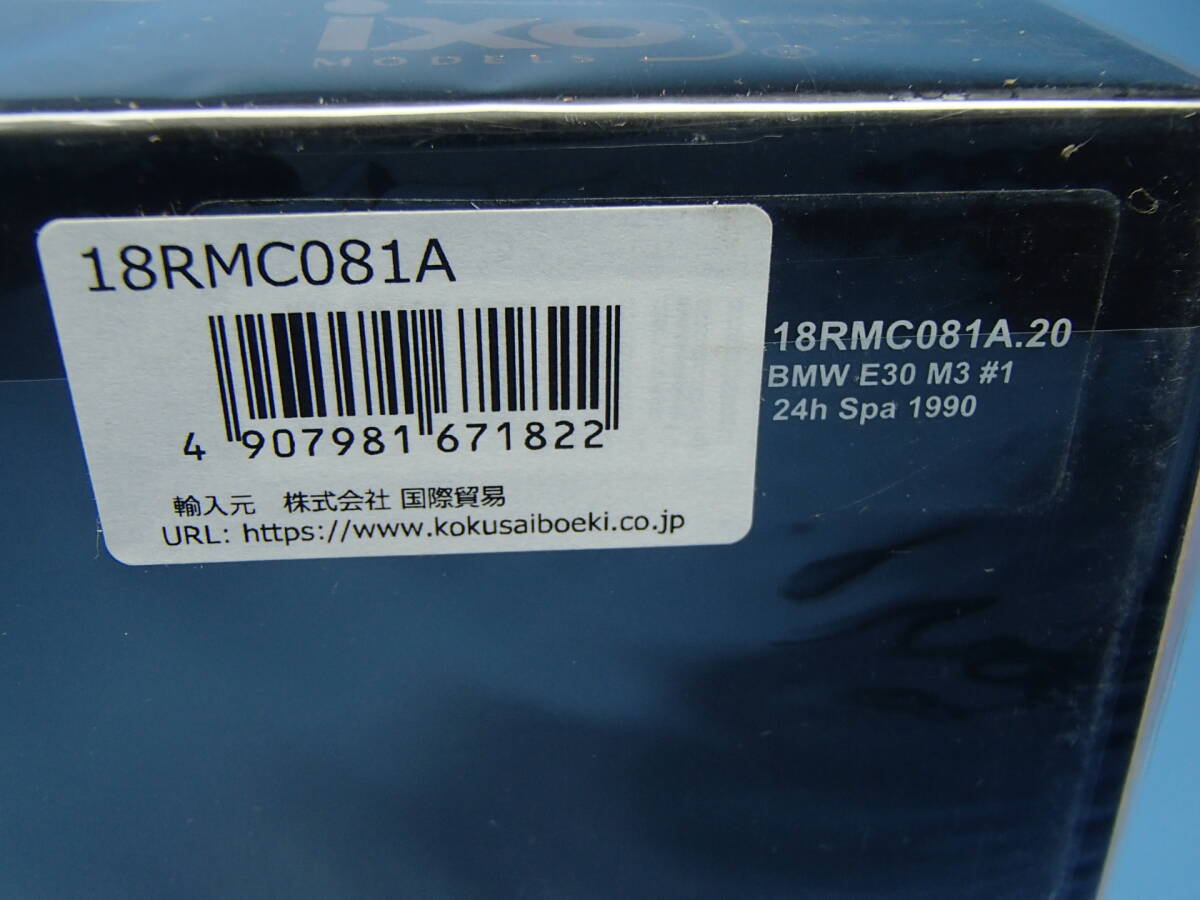 ixo
MODELS
18RMC081A
4 907981 671822
輸入元 株式会社 国際貿易
URL: https://www.kokusaiboeki.co.jp
18RMC081A.20
BMW E30 M3 #1
24h Spa 1990